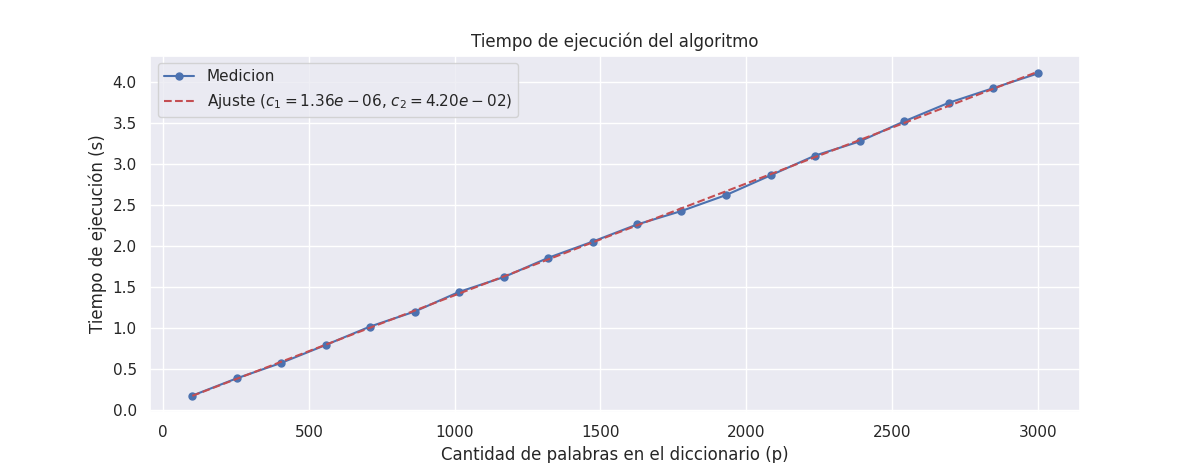 Tiempo de ejecución del algoritmo
Medicion
Ajuste (c₁ = 1.36e − 06, c₂ = 4.20e − 02)
Tiempo de ejecución (s)
4.0
3.5
3.0
2.5
2.0
1.5
1.0
0.5
0.0
0 500 1000 1500 2000 2500 3000
Cantidad de palabras en el diccionario (p)